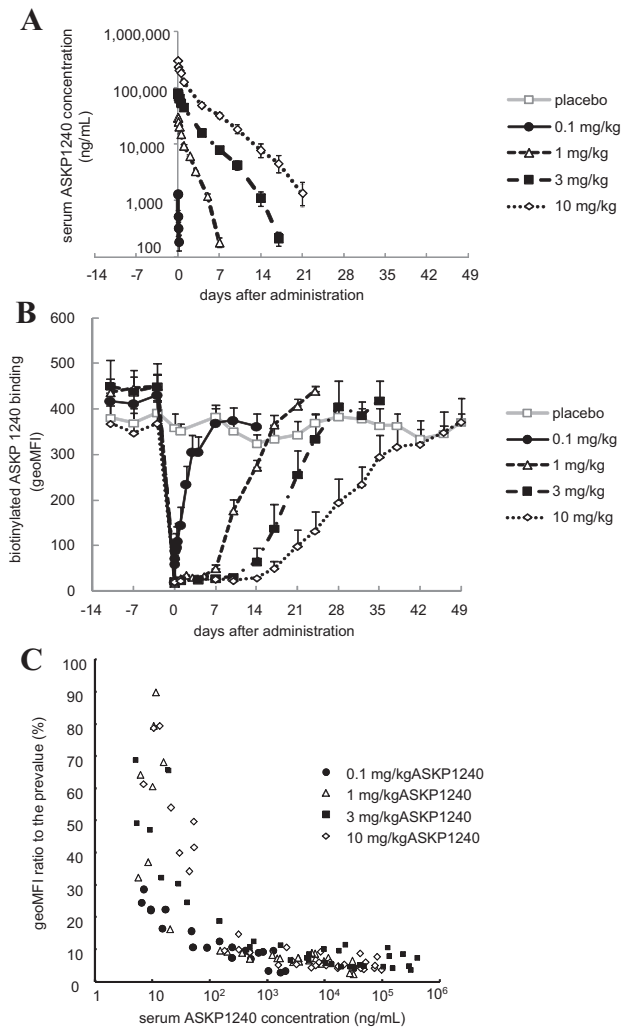 A
serum ASKP1240 concentration
(ng/mL)
1,000,000
100,000
10,000
1,000
100
-14 -7 0 7 14 21 28 35 42 49
days after administration
placebo
0.1 mg/kg
1 mg/kg
3 mg/kg
10 mg/kg
B
biotinylated ASKP 1240 binding
(geoMFI)
600
500
400
300
200
100
0
-14 -7 0 7 14 21 28 35 42 49
days after administration
placebo
0.1 mg/kg
1 mg/kg
3 mg/kg
10 mg/kg
C
geoMFI ratio to the prevalue (%)
100
90
80
70
60
50
40
30
20
10
0
1 10 10² 10³ 10⁴ 10⁵ 10⁶
serum ASKP1240 concentration (ng/mL)
0.1 mg/kgASKP1240
1 mg/kgASKP1240
3 mg/kgASKP1240
10 mg/kgASKP1240